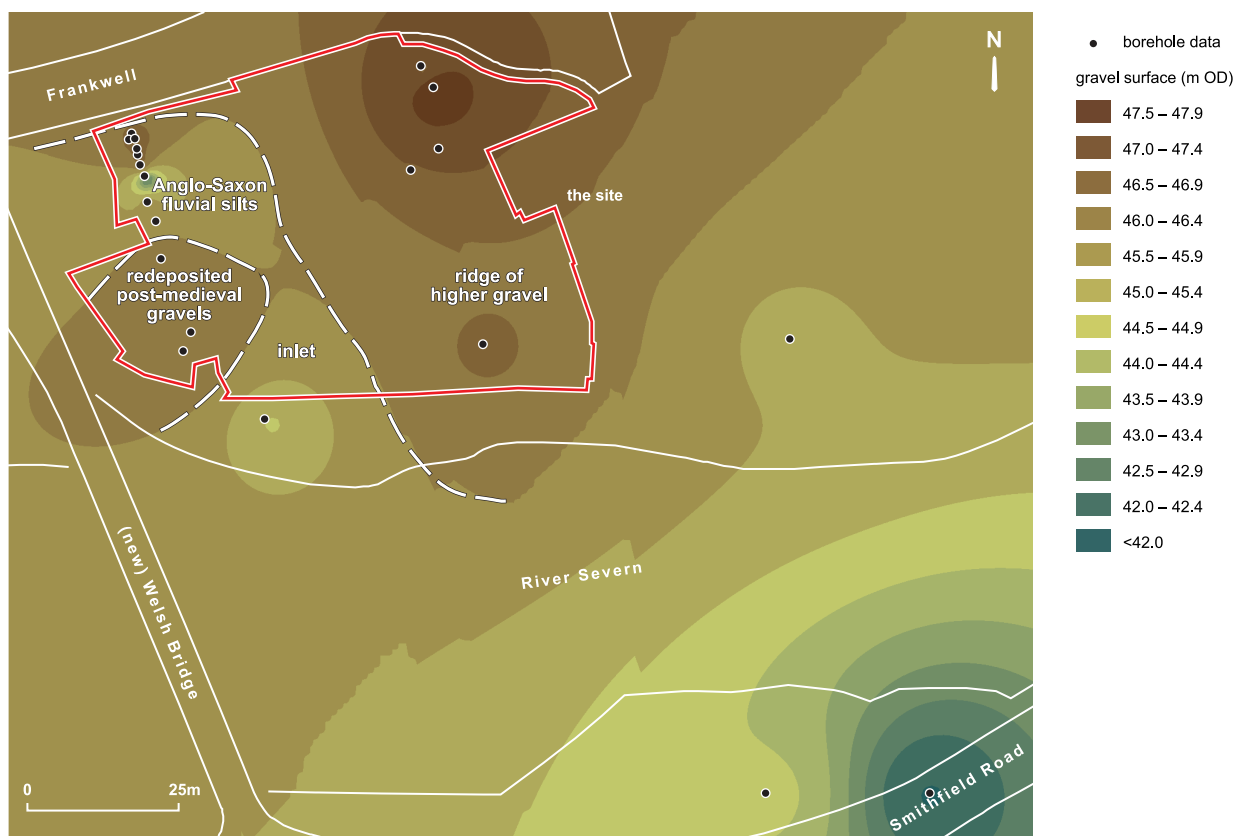 Frankwell
Anglo-Saxon
fluvial silts
the site
redeposited
post-medieval
gravels
ridge of
higher gravel
inlet
River Severn
(new) Welsh Bridge
Smithfield Road
0 25m
N
borehole data
gravel surface (m OD)
47.5 – 47.9
47.0 – 47.4
46.5 – 46.9
46.0 – 46.4
45.5 – 45.9
45.0 – 45.4
44.5 – 44.9
44.0 – 44.4
43.5 – 43.9
43.0 – 43.4
42.5 – 42.9
42.0 – 42.4
<42.0